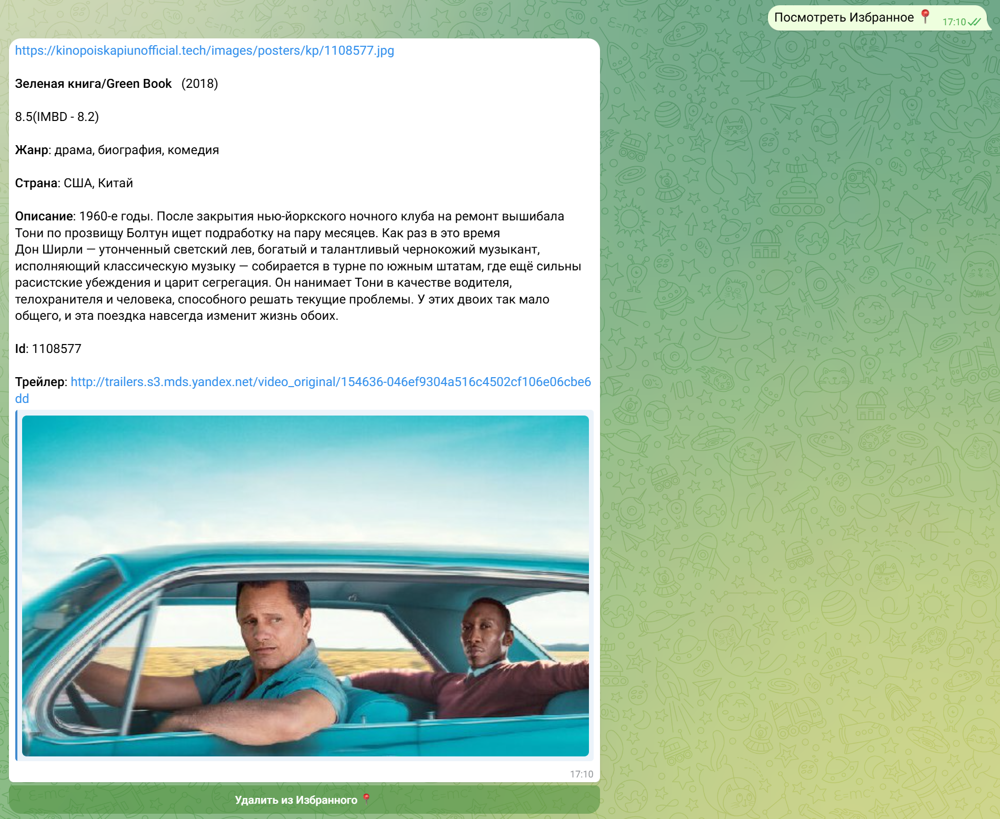 Посмотреть Избранное 📍 17:10
https://kinopoiskapiunofficial.tech/images/posters/kp/1108577.jpg
Зеленая книга/Green Book (2018)
8.5(IMBD - 8.2)
Жанр: драма, биография, комедия
Страна: США, Китай
Описание: 1960-е годы. После закрытия нью-йоркского ночного клуба на ремонт вышибала
Тони по прозвищу Болтун ищет подработку на пару месяцев. Как раз в это время
Дон Ширли — утонченный светский лев, богатый и талантливый чернокожий музыкант,
исполняющий классическую музыку — собирается в турне по южным штатам, где ещё сильны
расистские убеждения и царит сегрегация. Он нанимает Тони в качестве водителя,
телохранителя и человека, способного решать текущие проблемы. У этих двоих так мало
общего, и эта поездка навсегда изменит жизнь обоих.
Id: 1108577
Трейлер: http://trailers.s3.mds.yandex.net/video_original/154636-046ef9304a516c4502cf106e06cbe6
dd
17:10
Удалить из Избранного 📍